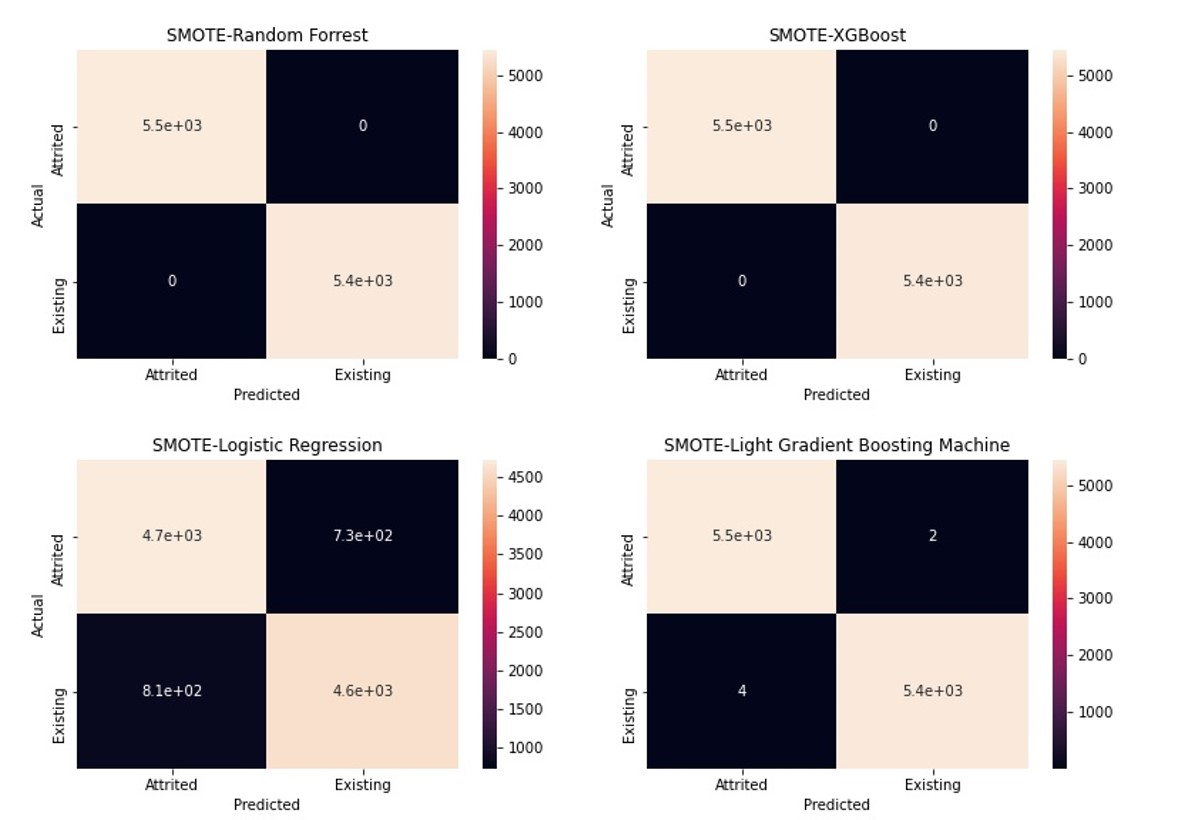 SMOTE-Random Forrest
Actual
Attrited
Existing
5.5e+03
0
0
5.4e+03
Attrited
Existing
Predicted
5000
4000
3000
2000
1000
0
SMOTE-XGBoost
Actual
Attrited
Existing
5.5e+03
0
0
5.4e+03
Attrited
Existing
Predicted
5000
4000
3000
2000
1000
0
SMOTE-Logistic Regression
Actual
Attrited
Existing
4.7e+03
7.3e+02
8.1e+02
4.6e+03
Attrited
Existing
Predicted
4500
4000
3500
3000
2500
2000
1500
1000
SMOTE-Light Gradient Boosting Machine
Attrited
Existing
5.5e+03
2
4
5.4e+03
Attrited
Existing
Predicted
5000
4000
3000
2000
1000